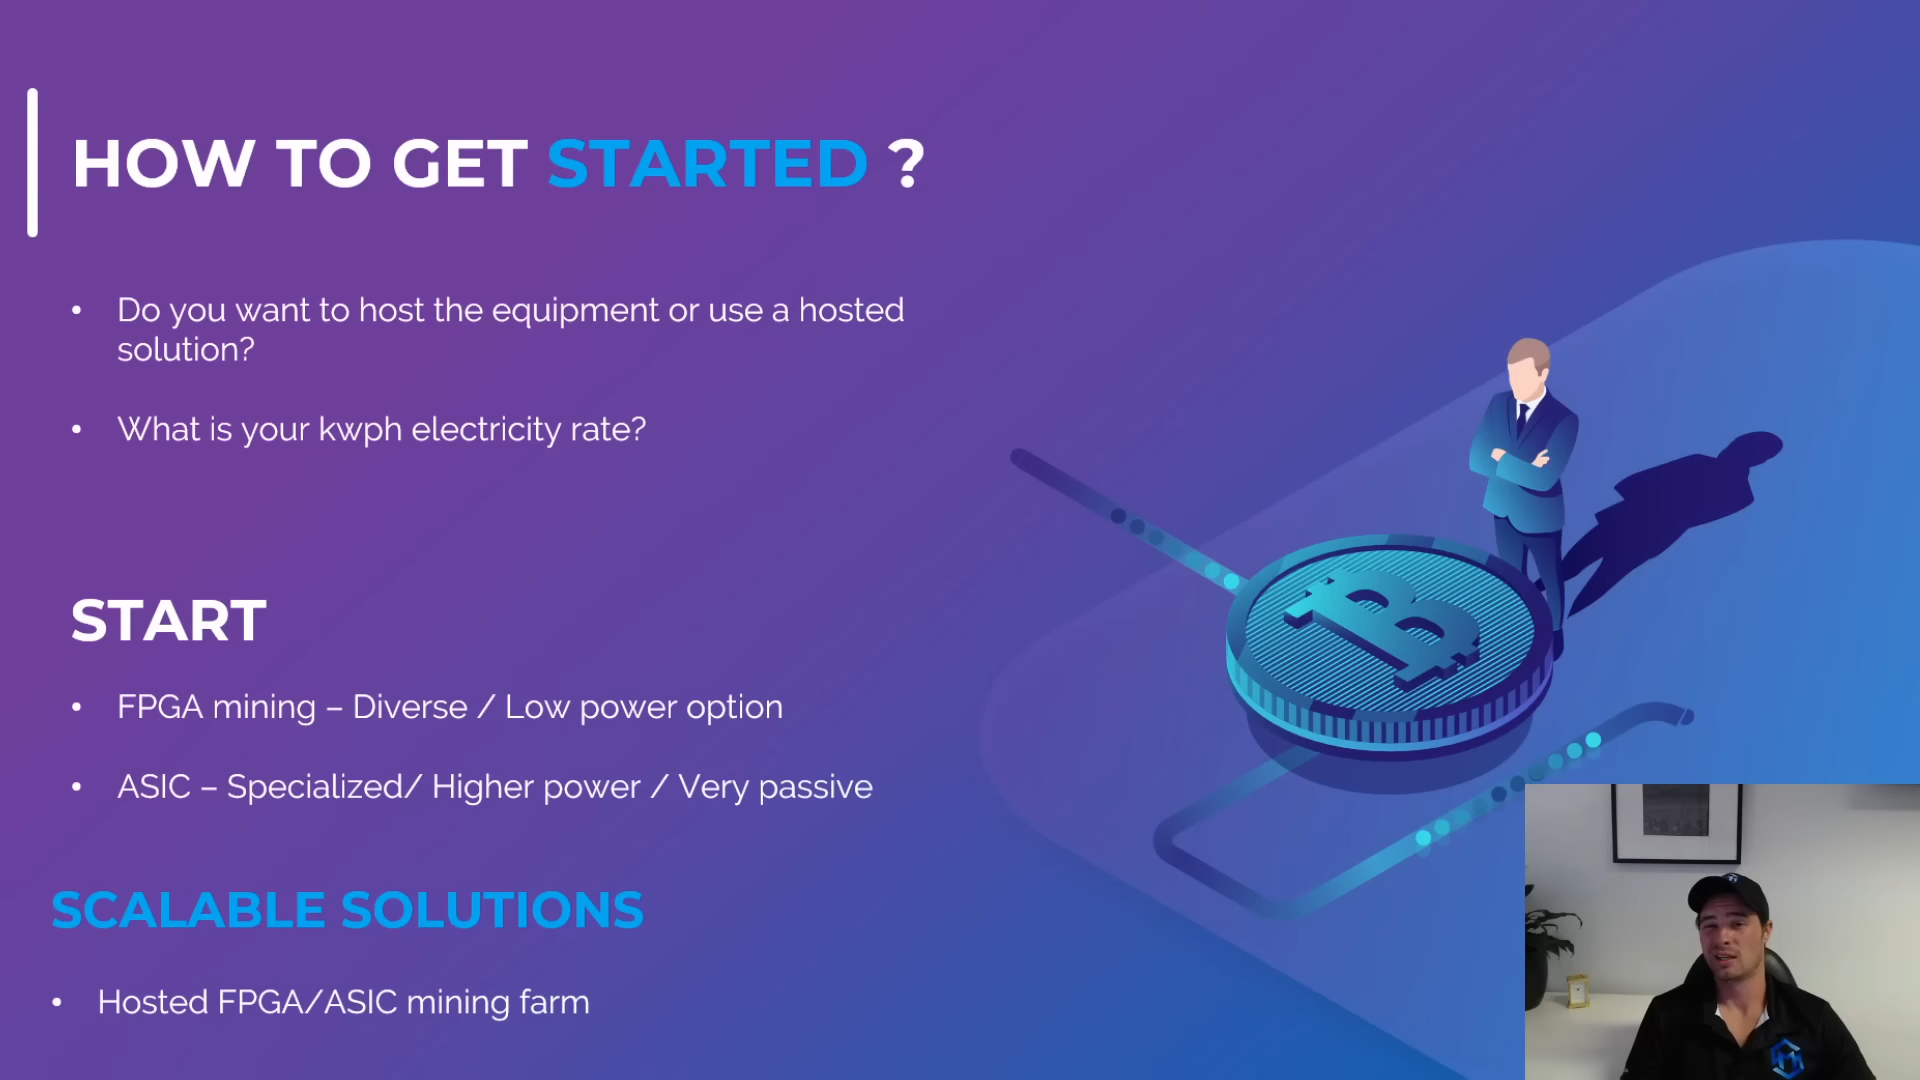 HOW TO GET STARTED ?
• Do you want to host the equipment or use a hosted
solution?
• What is your kwph electricity rate?
START
• FPGA mining – Diverse / Low power option
• ASIC – Specialized/ Higher power / Very passive
SCALABLE SOLUTIONS
• Hosted FPGA/ASIC mining farm